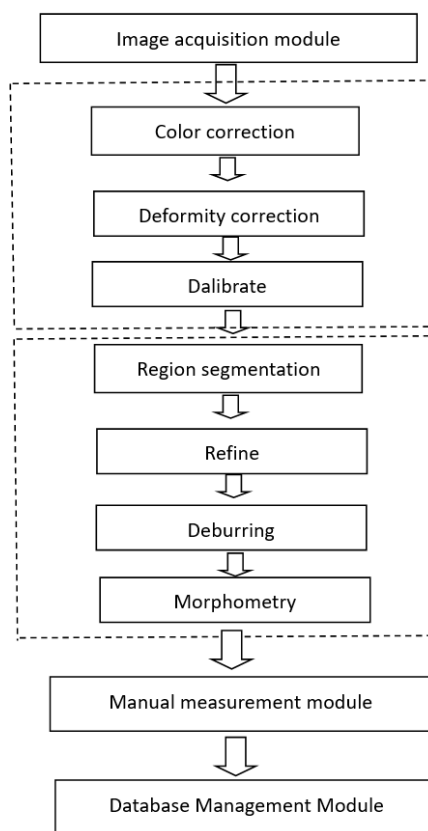 Image acquisition module
Color correction
Deformity correction
Dalibrate
Region segmentation
Refine
Deburring
Morphometry
Manual measurement module
Database Management Module